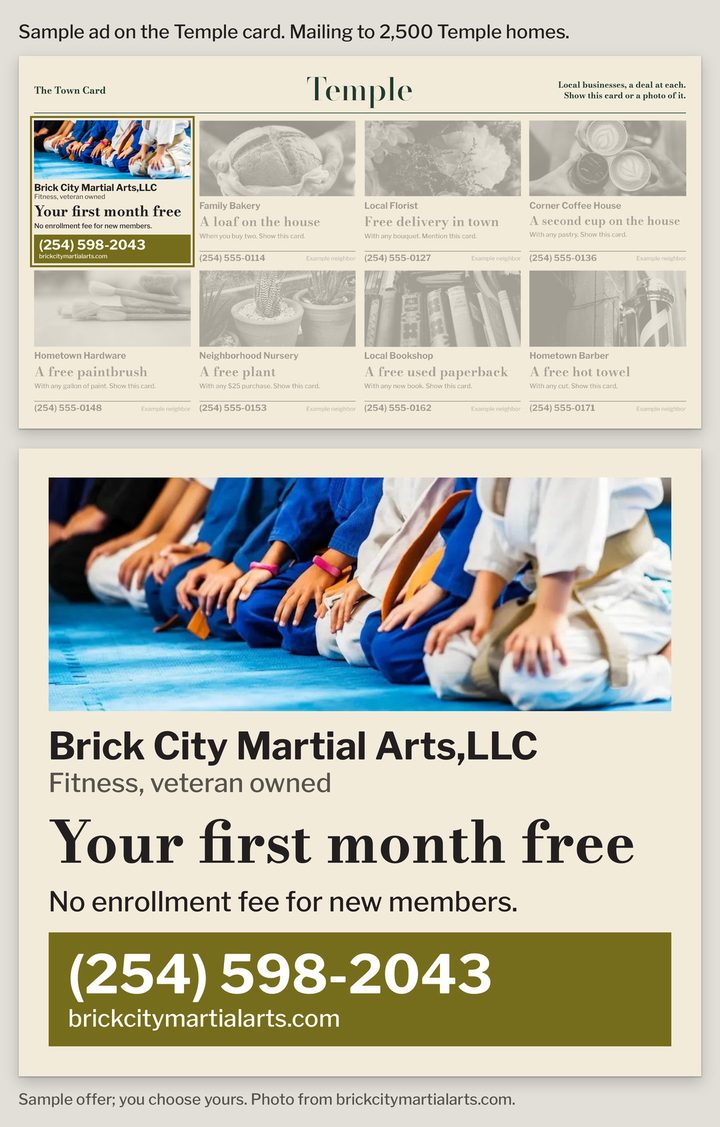 Sample ad on the Temple card. Mailing to 2,500 Temple homes.
The Town Card
Temple
Local businesses, a deal at each.
Show this card or a photo of it.
Brick City Martial Arts,LLC
Fitness, veteran owned
Your first month free
No enrollment fee for new members.
(254) 598-2043
brickcitymartialarts.com
Family Bakery
A loaf on the house
When you buy two. Show this card.
(254) 555-0114
Example neighbor
Local Florist
Free delivery in town
With any bouquet. Mention this card.
(254) 555-0127
Example neighbor
Corner Coffee House
A second cup on the house
With any pastry. Show this card.
(254) 555-0136
Example neighbor
Hometown Hardware
A free paintbrush
With any gallon of paint. Show this card.
(254) 555-0148
Example neighbor
Neighborhood Nursery
A free plant
With any $25 purchase. Show this card.
(254) 555-0153
Example neighbor
Local Bookshop
A free used paperback
With any new book. Show this card.
(254) 555-0162
Example neighbor
Hometown Barber
A free hot towel
With any cut. Show this card.
(254) 555-0171
Example neighbor
Brick City Martial Arts,LLC
Fitness, veteran owned
Your first month free
No enrollment fee for new members.
(254) 598-2043
brickcitymartialarts.com
Sample offer; you choose yours. Photo from brickcitymartialarts.com.